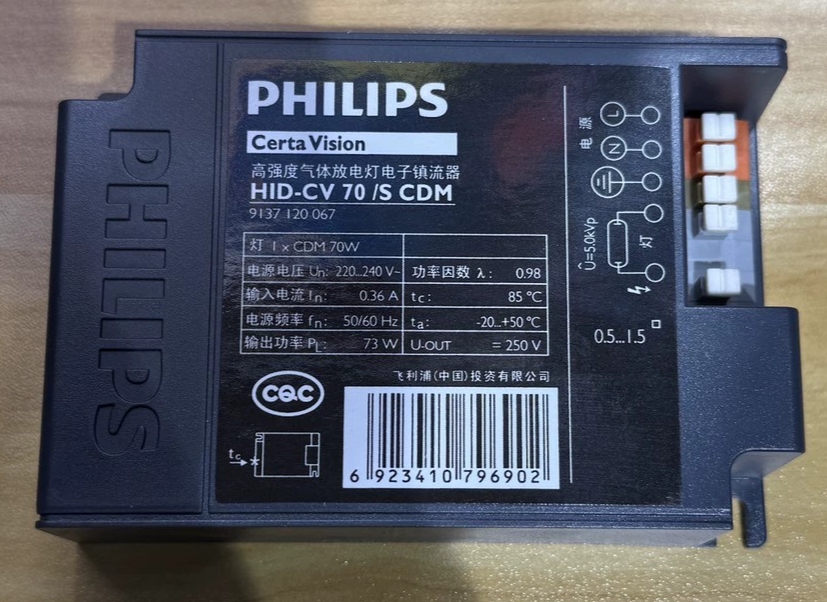 PHILIPS
PHILIPS
Certa Vision
高强度气体放电灯电子镇流器
HID-CV 70 /S CDM
9137 120 067
灯 1 x CDM 70W
电源电压 Un: 220...240 V~ 功率因数 λ: 0.98
输入电流 In: 0.36 A tc: 85 °C
电源频率 fn: 50/60 Hz ta: -20...+50 °C
输出功率 PL: 73 W U-OUT = 250 V
飞利浦(中国)投资有限公司
CQC
tc
6 923410 796902
电源
L
N
灯
Û=5.0kVp
0.5...1.5